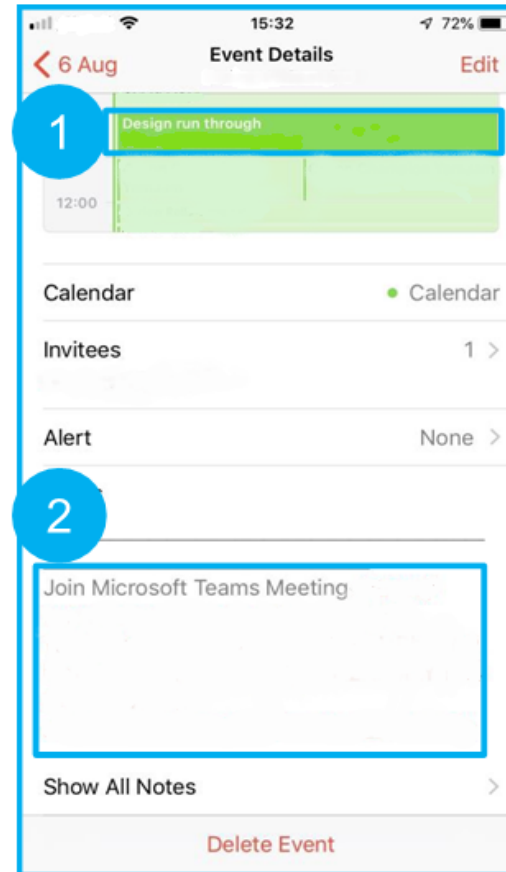 15:32
72%
6 Aug
Event Details
Edit
1
Design run through
12:00
Calendar
Calendar
Invitees
1
Alert
None
2
Join Microsoft Teams Meeting
Show All Notes
Delete Event